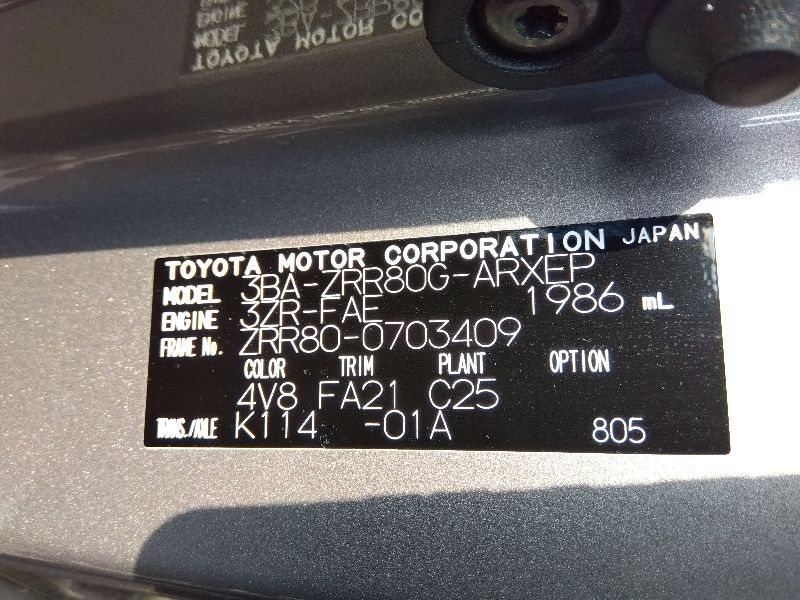 TOYOTA MOTOR CORPORATION JAPAN
MODEL 3BA-ZRR80G-ARXEP
ENGINE 3ZR-FAE 1986 mL
FRAME No. ZRR80-0703409
COLOR TRIM PLANT OPTION
4V8 FA21 C25
TRANS./AXLE K114 -01A 805